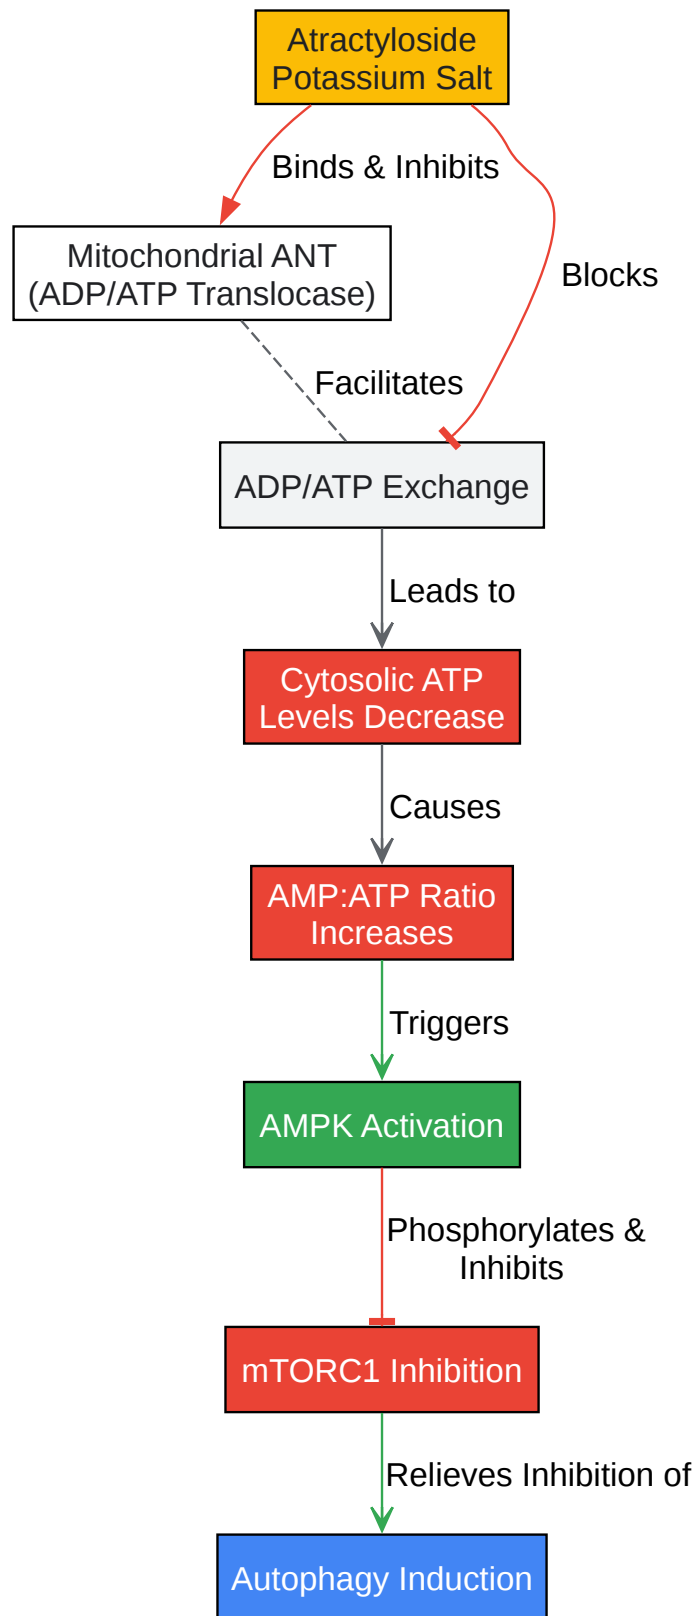 Atractyloside
Potassium Salt
Binds & Inhibits
Mitochondrial ANT
(ADP/ATP Translocase)
Blocks
Facilitates
ADP/ATP Exchange
Leads to
Cytosolic ATP
Levels Decrease
Causes
AMP:ATP Ratio
Increases
Triggers
AMPK Activation
Phosphorylates &
Inhibits
mTORC1 Inhibition
Relieves Inhibition of
Autophagy Induction